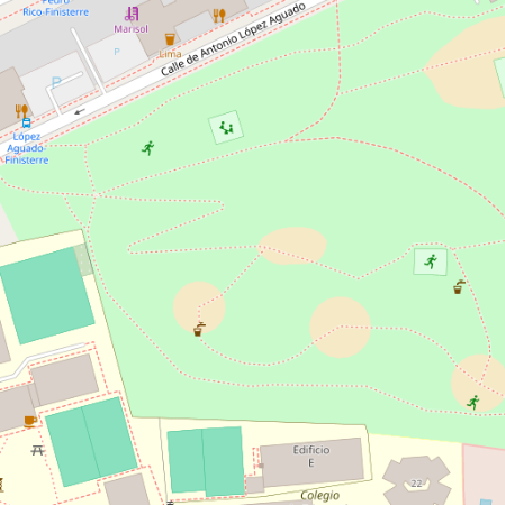 Pedro
Rico-Finisterre
Marisol
Lima
P
P
Calle de Antonio López Aguado
López
Aguado-
Finisterre
Edificio
E
22
Colegio